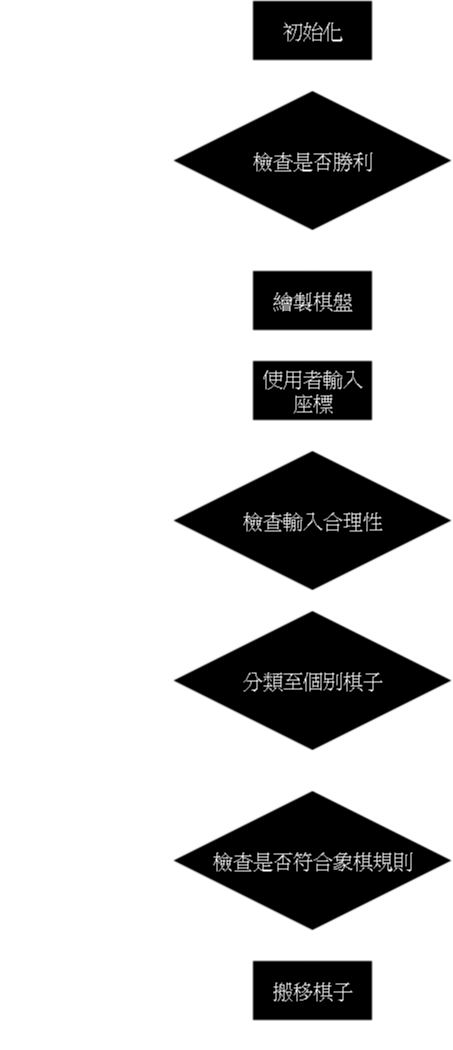 初始化
檢查是否勝利
繪製棋盤
使用者輸入
座標
檢查輸入合理性
分類至個別棋子
檢查是否符合象棋規則
搬移棋子